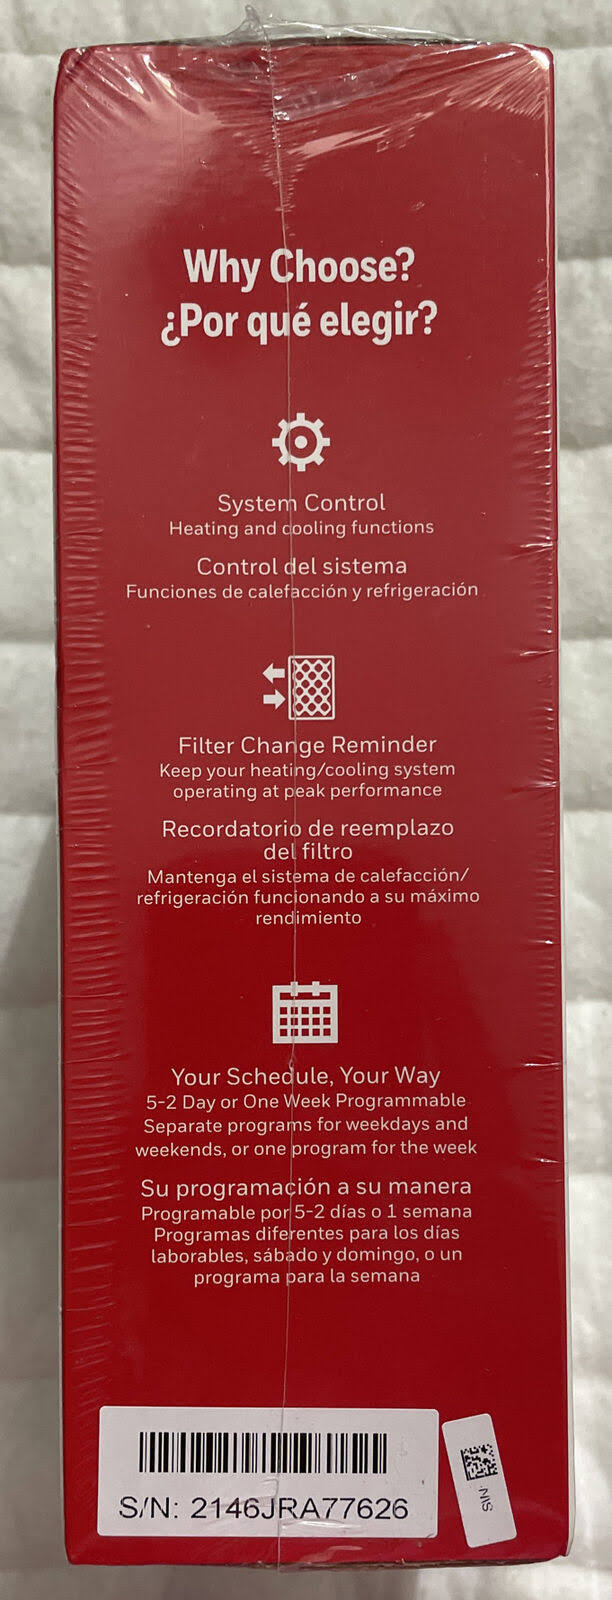 Why Choose?
¿Por qué elegir?
System Control
Heating and cooling functions
Control del sistema
Funciones de calefacción y refrigeración
Filter Change Reminder
Keep your heating/cooling system
operating at peak performance
Recordatorio de reemplazo
del filtro
Mantenga el sistema de calefacción/
refrigeración funcionando a su máximo
rendimiento
Your Schedule, Your Way
5-2 Day or One Week Programmable
Separate programs for weekdays and
weekends, or one program for the week
Su programación a su manera
Programable por 5-2 días o 1 semana
Programas diferentes para los días
laborables, sábado y domingo, o un
programa para la semana
S/N: 2146JRA77626